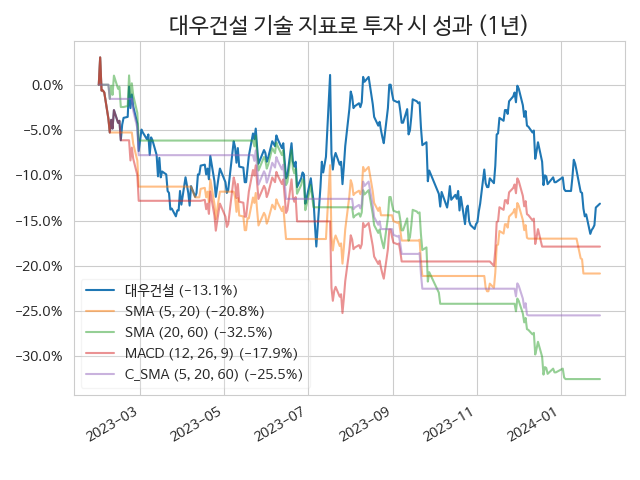 대우건설 기술 지표로 투자 시 성과 (1년)
0.0%
−5.0%
−10.0%
−15.0%
−20.0%
−25.0%
−30.0%
대우건설 (−13.1%)
SMA (5, 20) (−20.8%)
SMA (20, 60) (−32.5%)
MACD (12, 26, 9) (−17.9%)
C_SMA (5, 20, 60) (−25.5%)
2023−03
2023−05
2023−07
2023−09
2023−11
2024−01